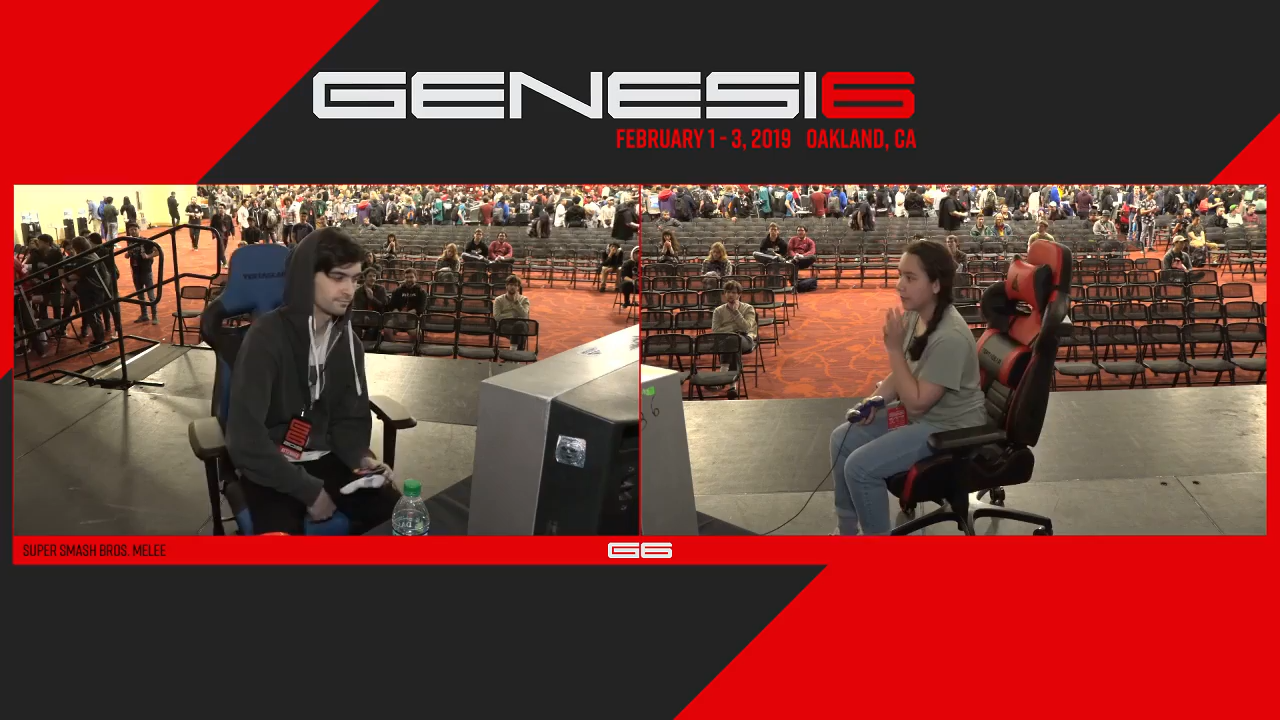 GENESI6
FEBRUARY 1 - 3, 2019 OAKLAND, CA
SUPER SMASH BROS. MELEE
G6